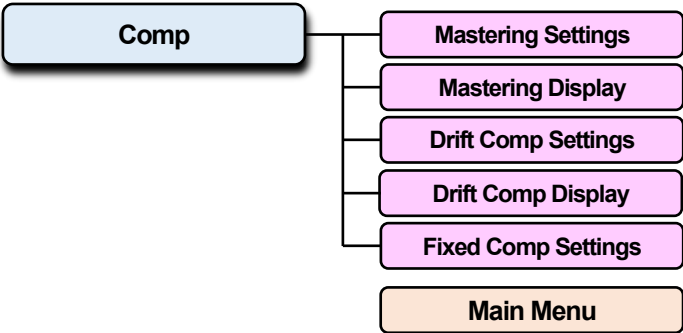 Comp
Mastering Settings
Mastering Display
Drift Comp Settings
Drift Comp Display
Fixed Comp Settings
Main Menu